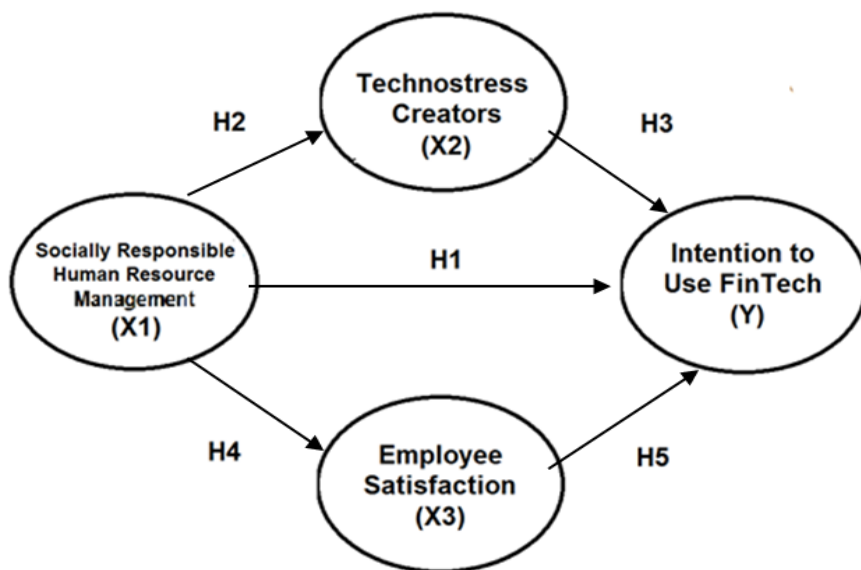 Technostress
Creators
(X2)
H2
H3
Socially Responsible
Human Resource
Management
(X1)
H1
Intention to
Use FinTech
(Y)
H4
Employee
Satisfaction
(X3)
H5